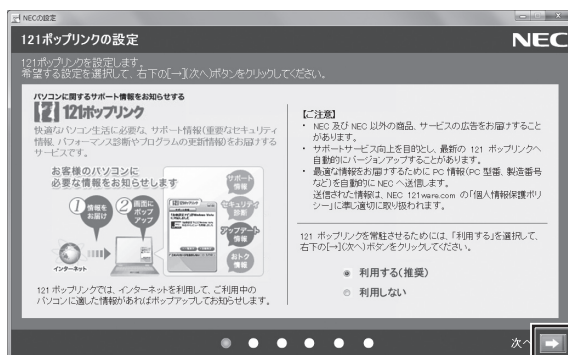 NECの設定
121ポップリンクの設定
NEC
121ポップリンクを設定します。
希望する設定を選択して、右下の[→](次へ)ボタンをクリックしてください。
パソコンに関するサポート情報をお知らせする
121ポップリンク
快適なパソコン生活に必要な、サポート情報(重要なセキュリティ
情報、パフォーマンス診断やプログラムの更新情報)をお届けする
サービスです。
お客様のパソコンに
必要な情報をお知らせします
1 情報を
お届け
2 画面に
ポップ
アップ
インターネット
サポート
情報
セキュリティ
診断
アップデート
情報
おトク
情報
121 ポップリンクでは、インターネットを利用して、ご利用中の
パソコンに適した情報があればポップアップしてお知らせします。
【ご注意】
・ NEC 及び NEC 以外の商品、サービスの広告をお届けすること
があります。
・ サポートサービス向上を目的とし、最新の 121 ポップリンクへ
自動的にバージョンアップすることがあります。
・ 最適な情報をお届けするために PC 情報(PC 型番、製造番号
など)を自動的に NEC へ送信します。
送信された情報は、NEC 121ware.com の「個人情報保護ポリ
シー」に準じ適切に取り扱われます。
121 ポップリンクを常駐させるためには、「利用する」を選択して、
右下の[→](次へ)ボタンをクリックしてください。
利用する(推奨)
利用しない
次へ